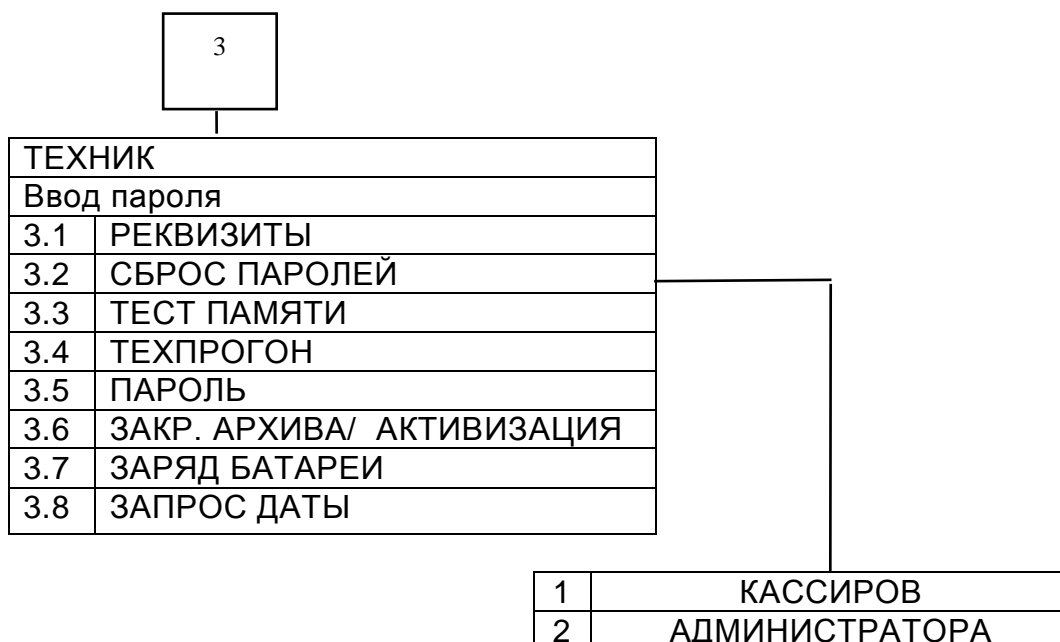 3
ТЕХНИК
Ввод пароля
3.1 РЕКВИЗИТЫ
3.2 СБРОС ПАРОЛЕЙ
3.3 ТЕСТ ПАМЯТИ
3.4 ТЕХПРОГОН
3.5 ПАРОЛЬ
3.6 ЗАКР. АРХИВА/ АКТИВИЗАЦИЯ
3.7 ЗАРЯД БАТАРЕИ
3.8 ЗАПРОС ДАТЫ
1 КАССИРОВ
2 АДМИНИСТРАТОРА